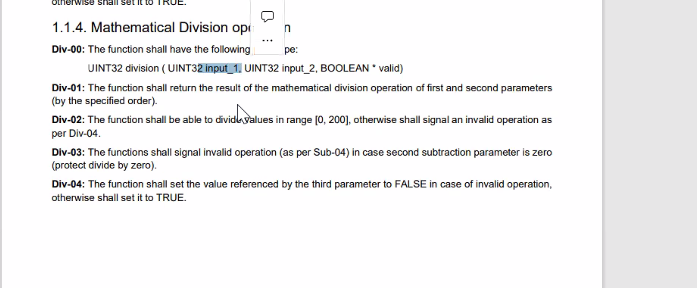 otherwise shall set it to TRUE.
1.1.4. Mathematical Division ope n
Div-00: The function shall have the following pe:
UINT32 division ( UINT32 input_1, UINT32 input_2, BOOLEAN * valid)
Div-01: The function shall return the result of the mathematical division operation of first and second parameters
(by the specified order).
Div-02: The function shall be able to divide values in range [0, 200], otherwise shall signal an invalid operation as
per Div-04.
Div-03: The functions shall signal invalid operation (as per Sub-04) in case second subtraction parameter is zero
(protect divide by zero).
Div-04: The function shall set the value referenced by the third parameter to FALSE in case of invalid operation,
otherwise shall set it to TRUE.